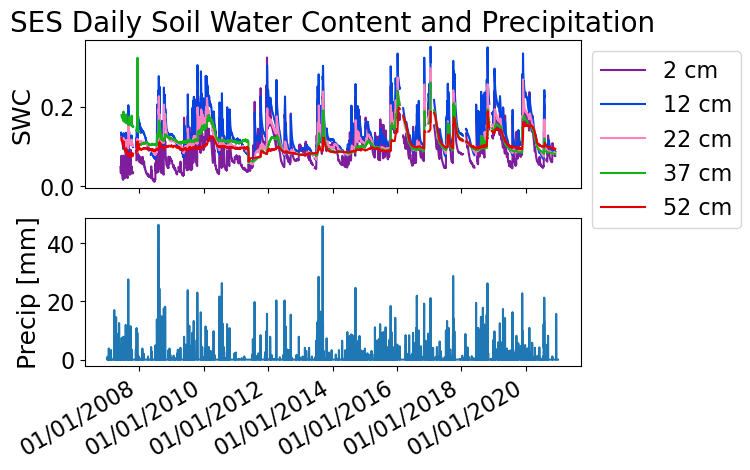 SES Daily Soil Water Content and Precipitation
SWC
0.2
0.0
2 cm
12 cm
22 cm
37 cm
52 cm
Precip [mm]
40
20
0
01/01/2008
01/01/2010
01/01/2012
01/01/2014
01/01/2016
01/01/2018
01/01/2020